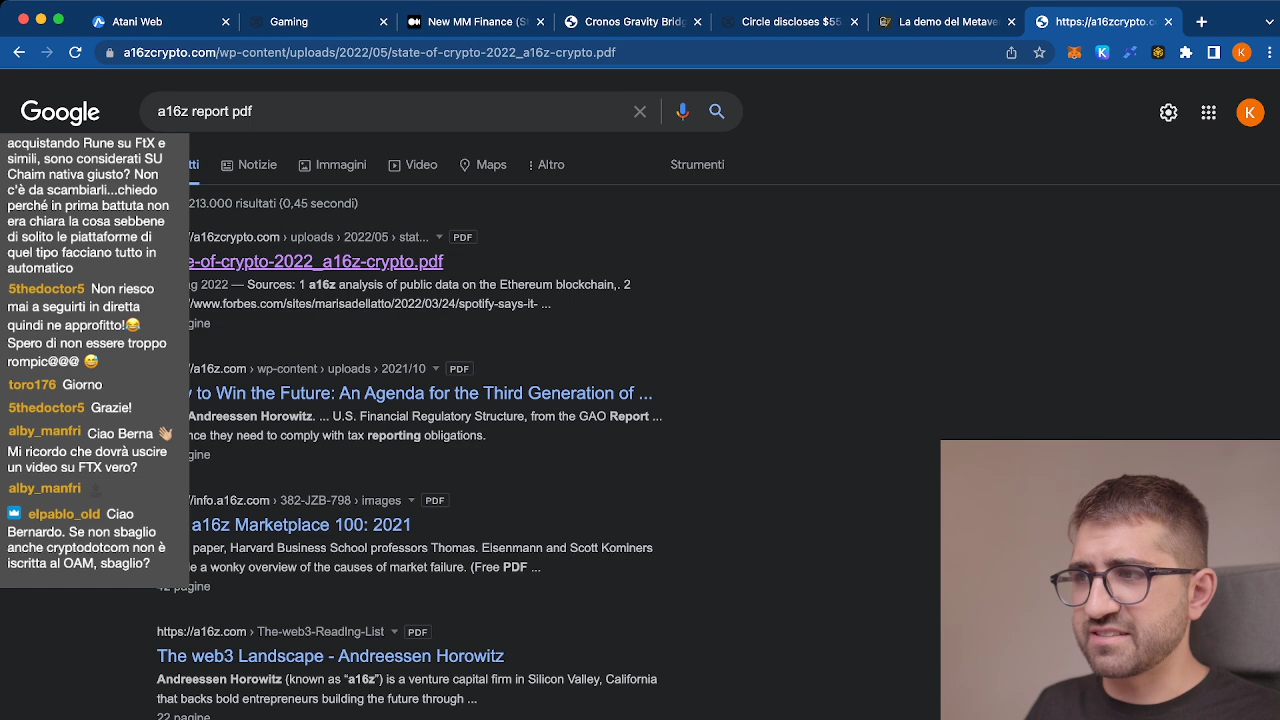 Atani Web
Gaming
New MM Finance (S
Cronos Gravity Bridg
Circle discloses $55
La demo del Metaver
https://a16zcrypto.co
a16zcrypto.com/wp-content/uploads/2022/05/state-of-crypto-2022_a16z-crypto.pdf
K
Google
a16z report pdf
K
tti
Notizie
Immagini
Video
Maps
Altro
Strumenti
213.000 risultati (0,45 secondi)
//a16zcrypto.com › uploads › 2022/05 › stat...
PDF
e-of-crypto-2022_a16z-crypto.pdf
g 2022 — Sources: 1 a16z analysis of public data on the Ethereum blockchain,. 2
//www.forbes.com/sites/marisadellatto/2022/03/24/spotify-says-it- ...
gine
//a16z.com › wp-content › uploads › 2021/10
PDF
y to Win the Future: An Agenda for the Third Generation of ...
Andreessen Horowitz. ... U.S. Financial Regulatory Structure, from the GAO Report ...
nce they need to comply with tax reporting obligations.
gine
//info.a16z.com › 382-JZB-798 › images
PDF
a16z Marketplace 100: 2021
paper, Harvard Business School professors Thomas. Eisenmann and Scott Kominers
e a wonky overview of the causes of market failure. (Free PDF ...
42 pagine
https://a16z.com › The-web3-ReadIng-List
PDF
The web3 Landscape - Andreessen Horowitz
Andreessen Horowitz (known as “a16z”) is a venture capital firm in Silicon Valley, California
that backs bold entrepreneurs building the future through ...
22 pagine
acquistando Rune su FtX e
simili, sono considerati SU
Chaim nativa giusto? Non
c'è da scambiarli...chiedo
perché in prima battuta non
era chiara la cosa sebbene
di solito le piattaforme di
quel tipo facciano tutto in
automatico
5thedoctor5 Non riesco
mai a seguirti in diretta
quindi ne approfitto!😂
Spero di non essere troppo
rompic@@@ 😅
toro176 Giorno
5thedoctor5 Grazie!
alby_manfri Ciao Berna 👋🏼
Mi ricordo che dovrà uscire
un video su FTX vero?
alby_manfri
elpablo_old Ciao
Bernardo. Se non sbaglio
anche cryptodotcom non è
iscritta al OAM, sbaglio?